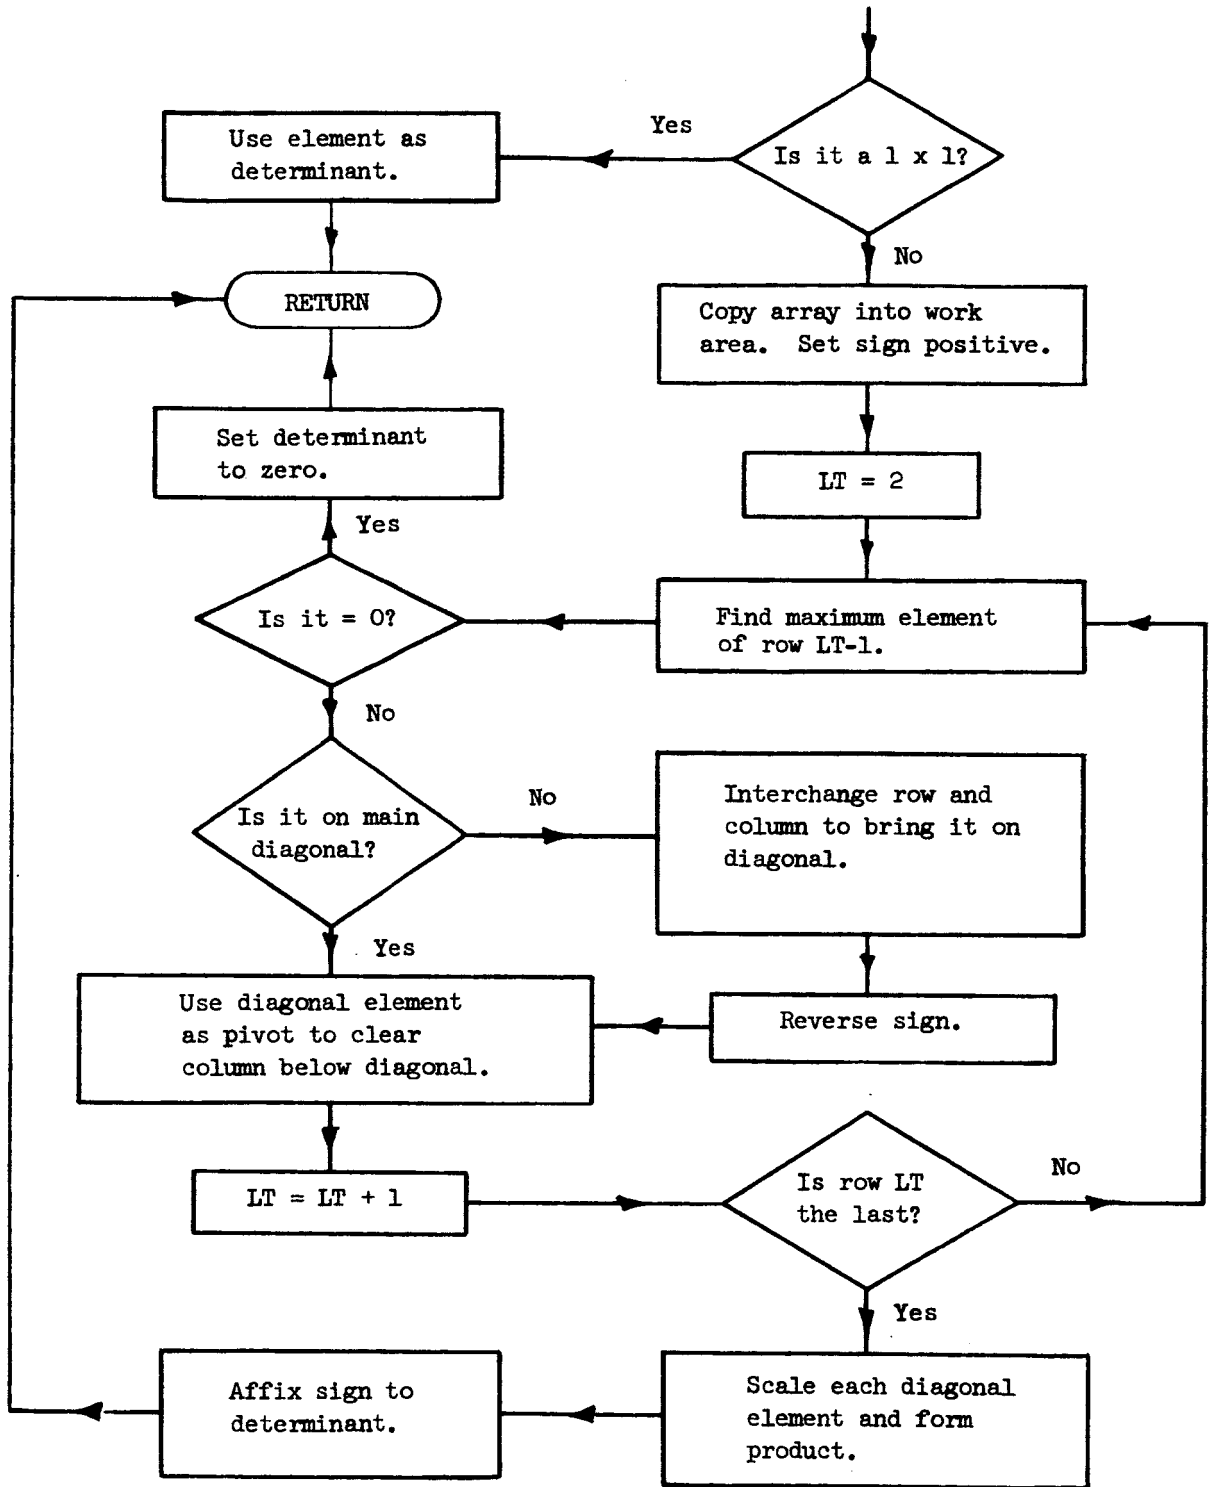 Yes
Is it a 1 x 1?
Use element as
determinant.
No
RETURN
Copy array into work
area.  Set sign positive.
Set determinant
to zero.
LT = 2
Yes
Is it = 0?
Find maximum element
of row LT-1.
No
Is it on main
diagonal?
No
Interchange row and
column to bring it on
diagonal.
Yes
Use diagonal element
as pivot to clear
column below diagonal.
Reverse sign.
LT = LT + 1
Is row LT
the last?
No
Yes
Affix sign to
determinant.
Scale each diagonal
element and form
product.